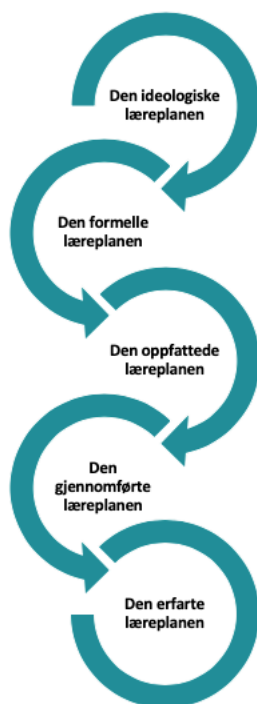 Den ideologiske
læreplanen
Den formelle
læreplanen
Den oppfattede
læreplanen
Den
gjennomførte
læreplanen
Den erfarte
læreplanen